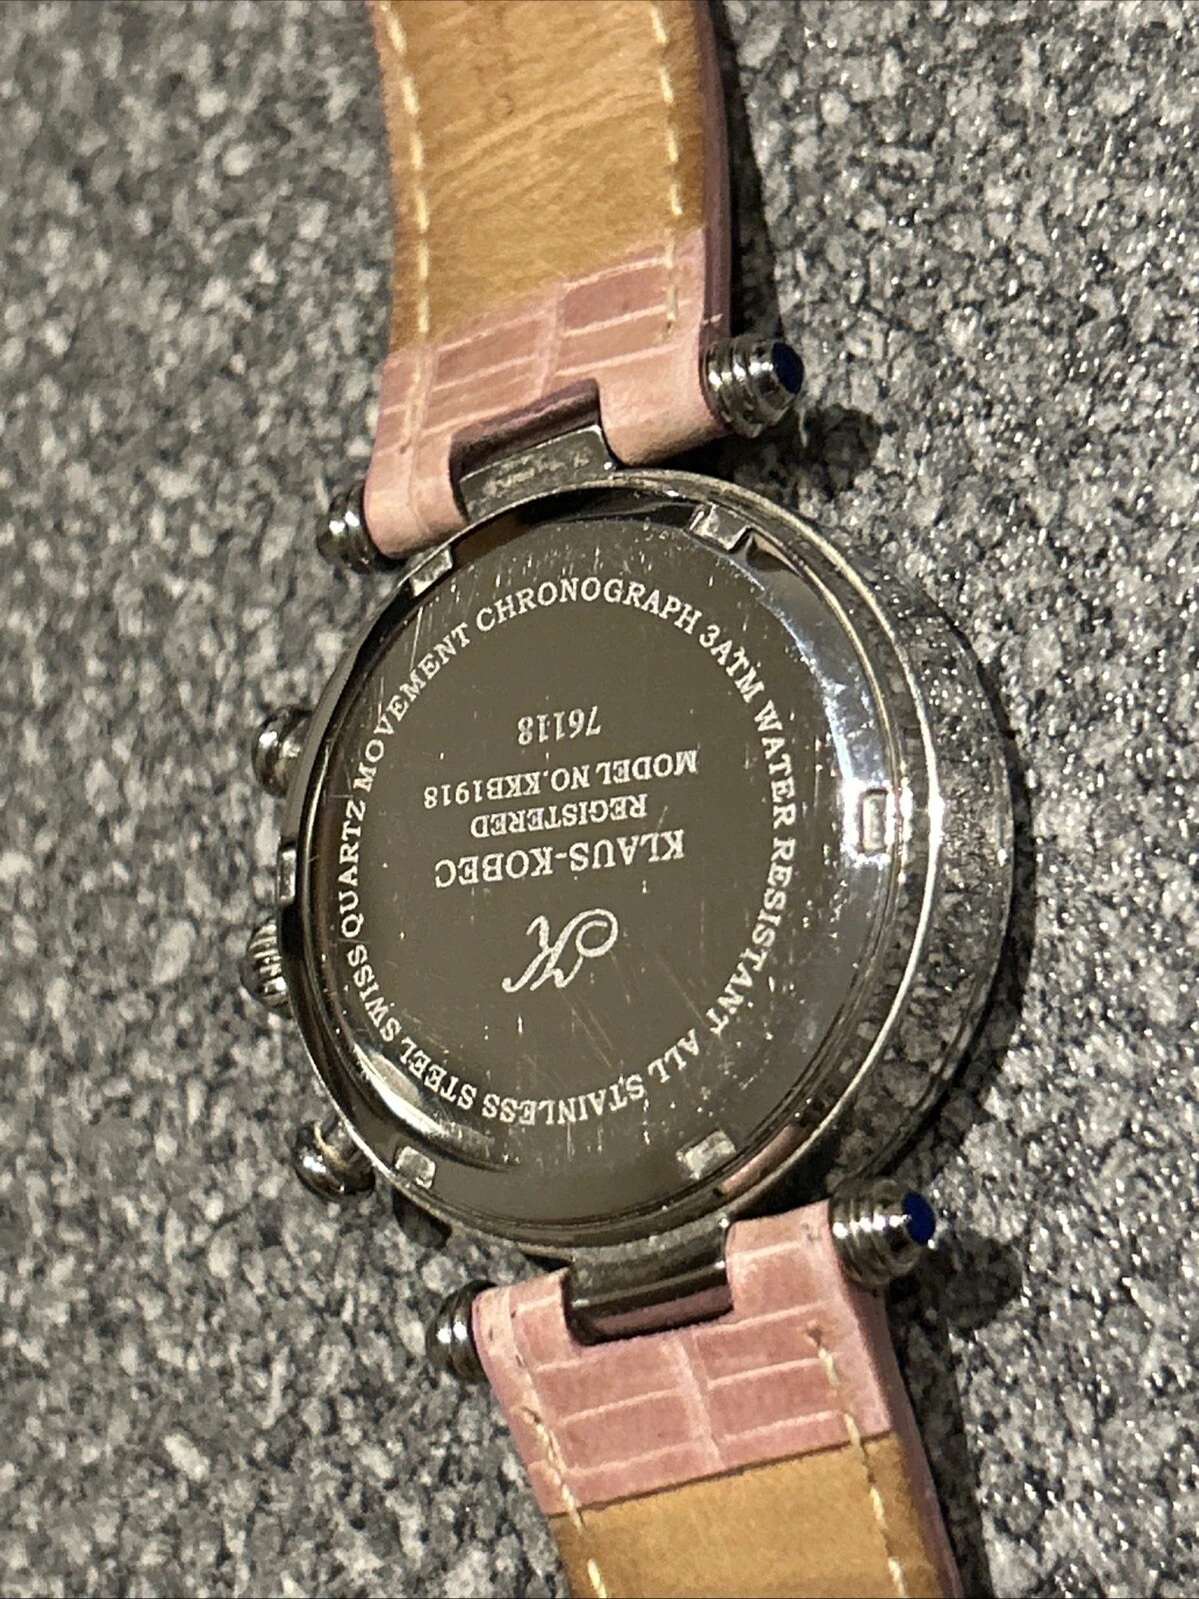 K
KLAUS-KOBEC
REGISTERED
MODEL NO.KKB1918
76118
ALL STAINLESS STEEL SWISS QUARTZ MOVEMENT CHRONOGRAPH 3ATM WATER RESISTANT